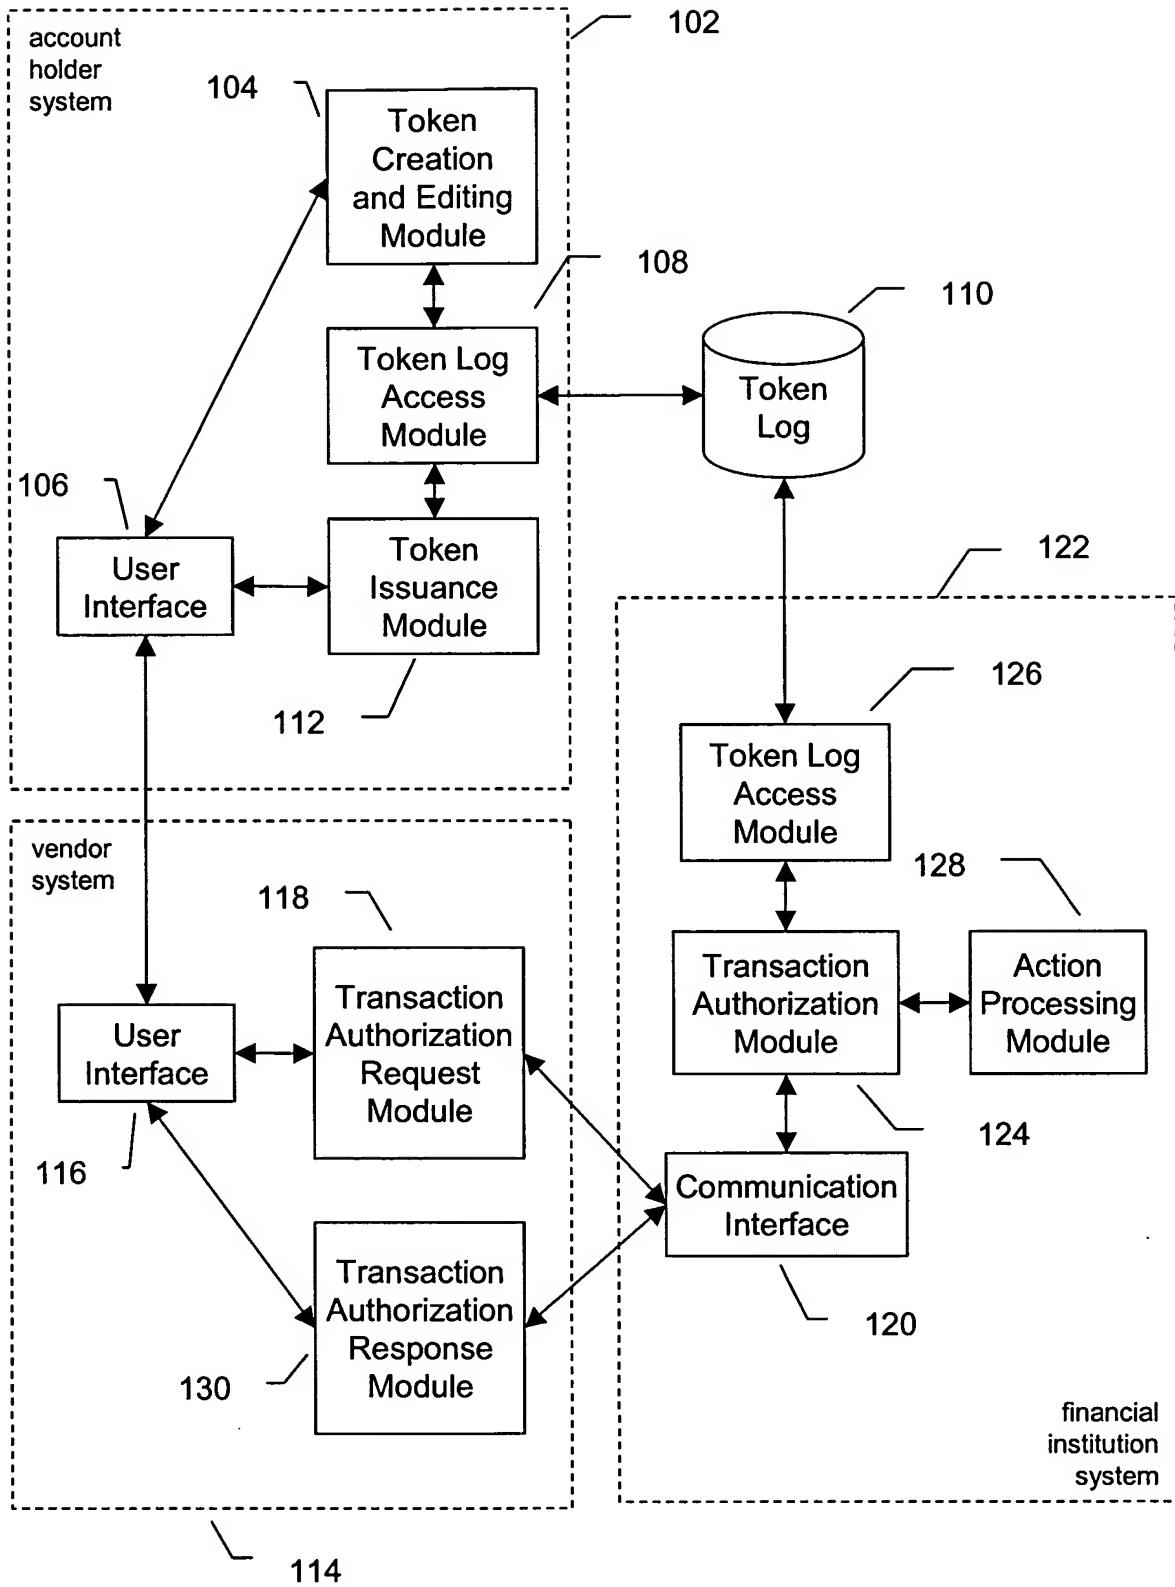 account
holder
system
102
104
Token
Creation
and Editing
Module
108
110
Token Log
Access
Module
Token
Log
106
User
Interface
Token
Issuance
Module
112
122
126
Token Log
Access
Module
vendor
system
118
128
Transaction
Authorization
Request
Module
User
Interface
116
Transaction
Authorization
Module
Action
Processing
Module
124
Communication
Interface
120
Transaction
Authorization
Response
Module
130
financial
institution
system
114